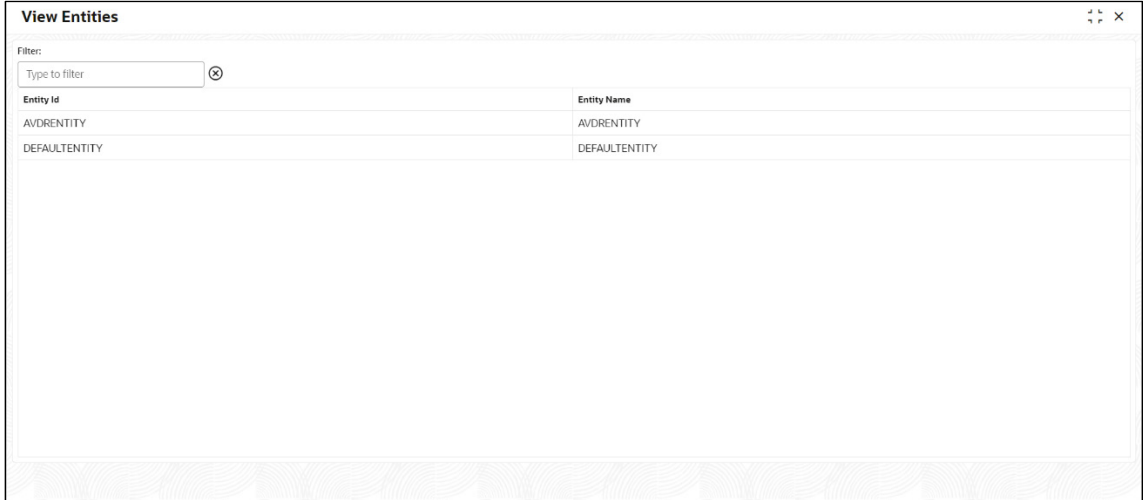 View Entities
Filter:
Type to filter
Entity Id Entity Name
AVDRENTITY AVDRENTITY
DEFAULTENTITY DEFAULTENTITY